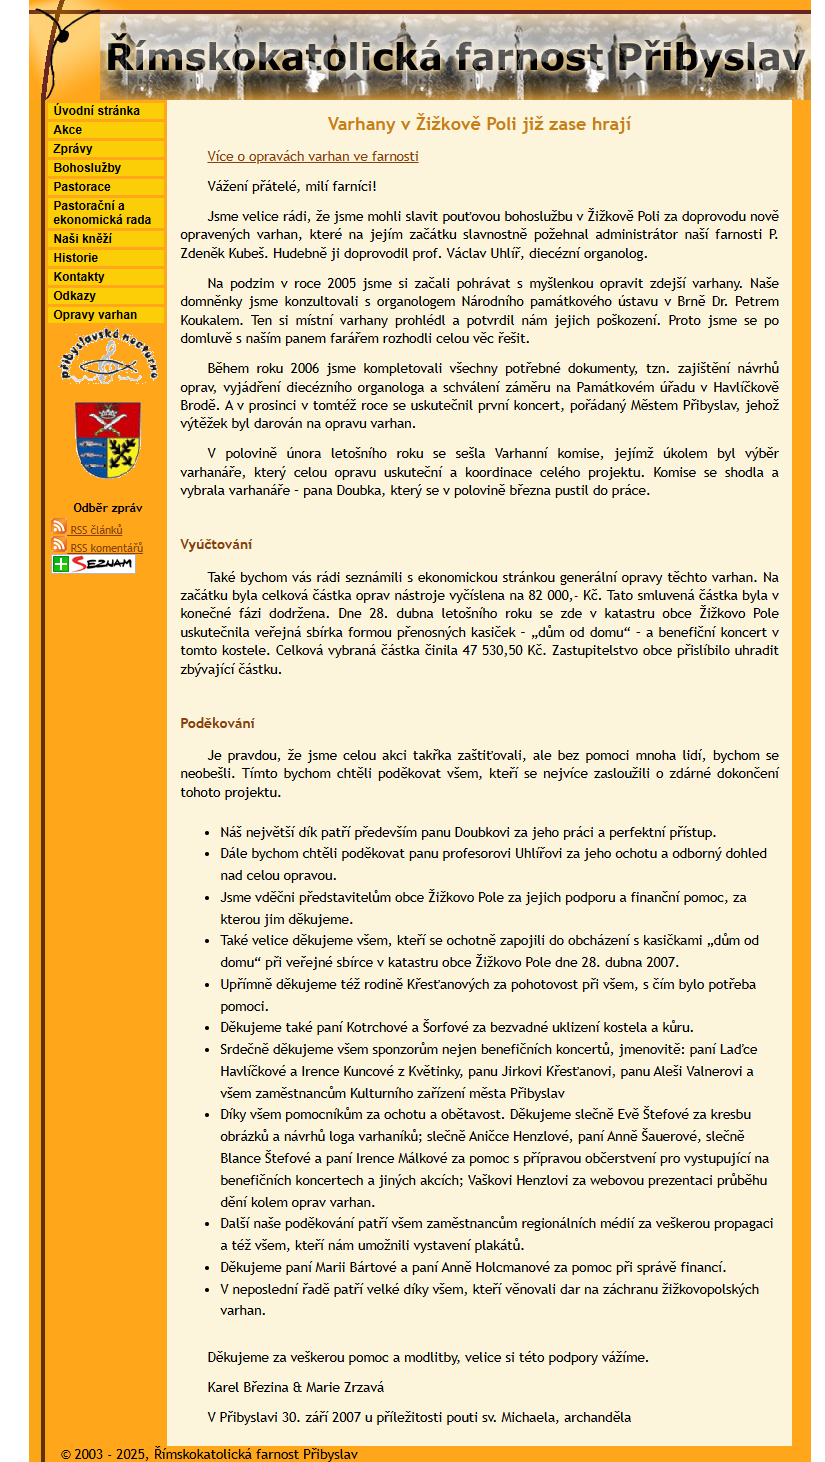 Římskokatolická farnost Přibyslav
Úvodní stránka
Akce
Zprávy
Bohoslužby
Pastorace
Pastorační a
ekonomická rada
Naši kněží
Historie
Kontakty
Odkazy
Opravy varhan
přibyslavská nocturna
Odběr zpráv
RSS článků
RSS komentářů
SEZNAM
Varhany v Žižkově Poli již zase hrají
Více o opravách varhan ve farnosti
Vážení přátelé, milí farníci!
Jsme velice rádi, že jsme mohli slavit pouťovou bohoslužbu v Žižkově Poli za doprovodu nově
opravených varhan, které na jejím začátku slavnostně požehnal administrátor naší farnosti P.
Zdeněk Kubeš. Hudebně ji doprovodil prof. Václav Uhlíř, diecézní organolog.
Na podzim v roce 2005 jsme si začali pohrávat s myšlenkou opravit zdejší varhany. Naše
domněnky jsme konzultovali s organologem Národního památkového ústavu v Brně Dr. Petrem
Koukalem. Ten si místní varhany prohlédl a potvrdil nám jejich poškození. Proto jsme se po
domluvě s naším panem farářem rozhodli celou věc řešit.
Během roku 2006 jsme kompletovali všechny potřebné dokumenty, tzn. zajištění návrhů
oprav, vyjádření diecézního organologa a schválení záměru na Památkovém úřadu v Havlíčkově
Brodě. A v prosinci v tomtéž roce se uskutečnil první koncert, pořádaný Městem Přibyslav, jehož
výtěžek byl darován na opravu varhan.
V polovině února letošního roku se sešla Varhanní komise, jejímž úkolem byl výběr
varhanáře, který celou opravu uskuteční a koordinace celého projektu. Komise se shodla a
vybrala varhanáře – pana Doubka, který se v polovině března pustil do práce.
Vyúčtování
Také bychom vás rádi seznámili s ekonomickou stránkou generální opravy těchto varhan. Na
začátku byla celková částka oprav nástroje vyčíslena na 82 000,- Kč. Tato smluvená částka byla v
konečné fázi dodržena. Dne 28. dubna letošního roku se zde v katastru obce Žižkovo Pole
uskutečnila veřejná sbírka formou přenosných kasiček – „dům od domu“ – a benefiční koncert v
tomto kostele. Celková vybraná částka činila 47 530,50 Kč. Zastupitelstvo obce přislíbilo uhradit
zbývající částku.
Poděkování
Je pravdou, že jsme celou akci takřka zaštiťovali, ale bez pomoci mnoha lidí, bychom se
neobešli. Tímto bychom chtěli poděkovat všem, kteří se nejvíce zasloužili o zdárné dokončení
tohoto projektu.
• Náš největší dík patří především panu Doubkovi za jeho práci a perfektní přístup.
• Dále bychom chtěli poděkovat panu profesorovi Uhlířovi za jeho ochotu a odborný dohled
nad celou opravou.
• Jsme vděčni představitelům obce Žižkovo Pole za jejich podporu a finanční pomoc, za
kterou jim děkujeme.
• Také velice děkujeme všem, kteří se ochotně zapojili do obcházení s kasičkami „dům od
domu“ při veřejné sbírce v katastru obce Žižkovo Pole dne 28. dubna 2007.
• Upřímně děkujeme též rodině Křesťanových za pohotovost při všem, s čím bylo potřeba
pomoci.
• Děkujeme také paní Kotrchové a Šorfové za bezvadné uklizení kostela a kůru.
• Srdečně děkujeme všem sponzorům nejen benefičních koncertů, jmenovitě: paní Laďce
Havlíčkové a Irence Kuncové z Květinky, panu Jirkovi Křesťanovi, panu Aleši Valnerovi a
všem zaměstnancům Kulturního zařízení města Přibyslav
• Díky všem pomocníkům za ochotu a obětavost. Děkujeme slečně Evě Štefové za kresbu
obrázků a návrhů loga varhaníků; slečně Aničce Henzlové, paní Anně Šauerové, slečně
Blance Štefové a paní Irence Málkové za pomoc s přípravou občerstvení pro vystupující na
benefičních koncertech a jiných akcích; Vaškovi Henzlovi za webovou prezentaci průběhu
dění kolem oprav varhan.
• Další naše poděkování patří všem zaměstnancům regionálních médií za veškerou propagaci
a též všem, kteří nám umožnili vystavení plakátů.
• Děkujeme paní Marii Bártové a paní Anně Holcmanové za pomoc při správě financí.
• V neposlední řadě patří velké díky všem, kteří věnovali dar na záchranu žižkovopolských
varhan.
Děkujeme za veškerou pomoc a modlitby, velice si této podpory vážíme.
Karel Březina & Marie Zrzavá
V Přibyslavi 30. září 2007 u příležitosti pouti sv. Michaela, archanděla
© 2003 - 2025, Římskokatolická farnost Přibyslav